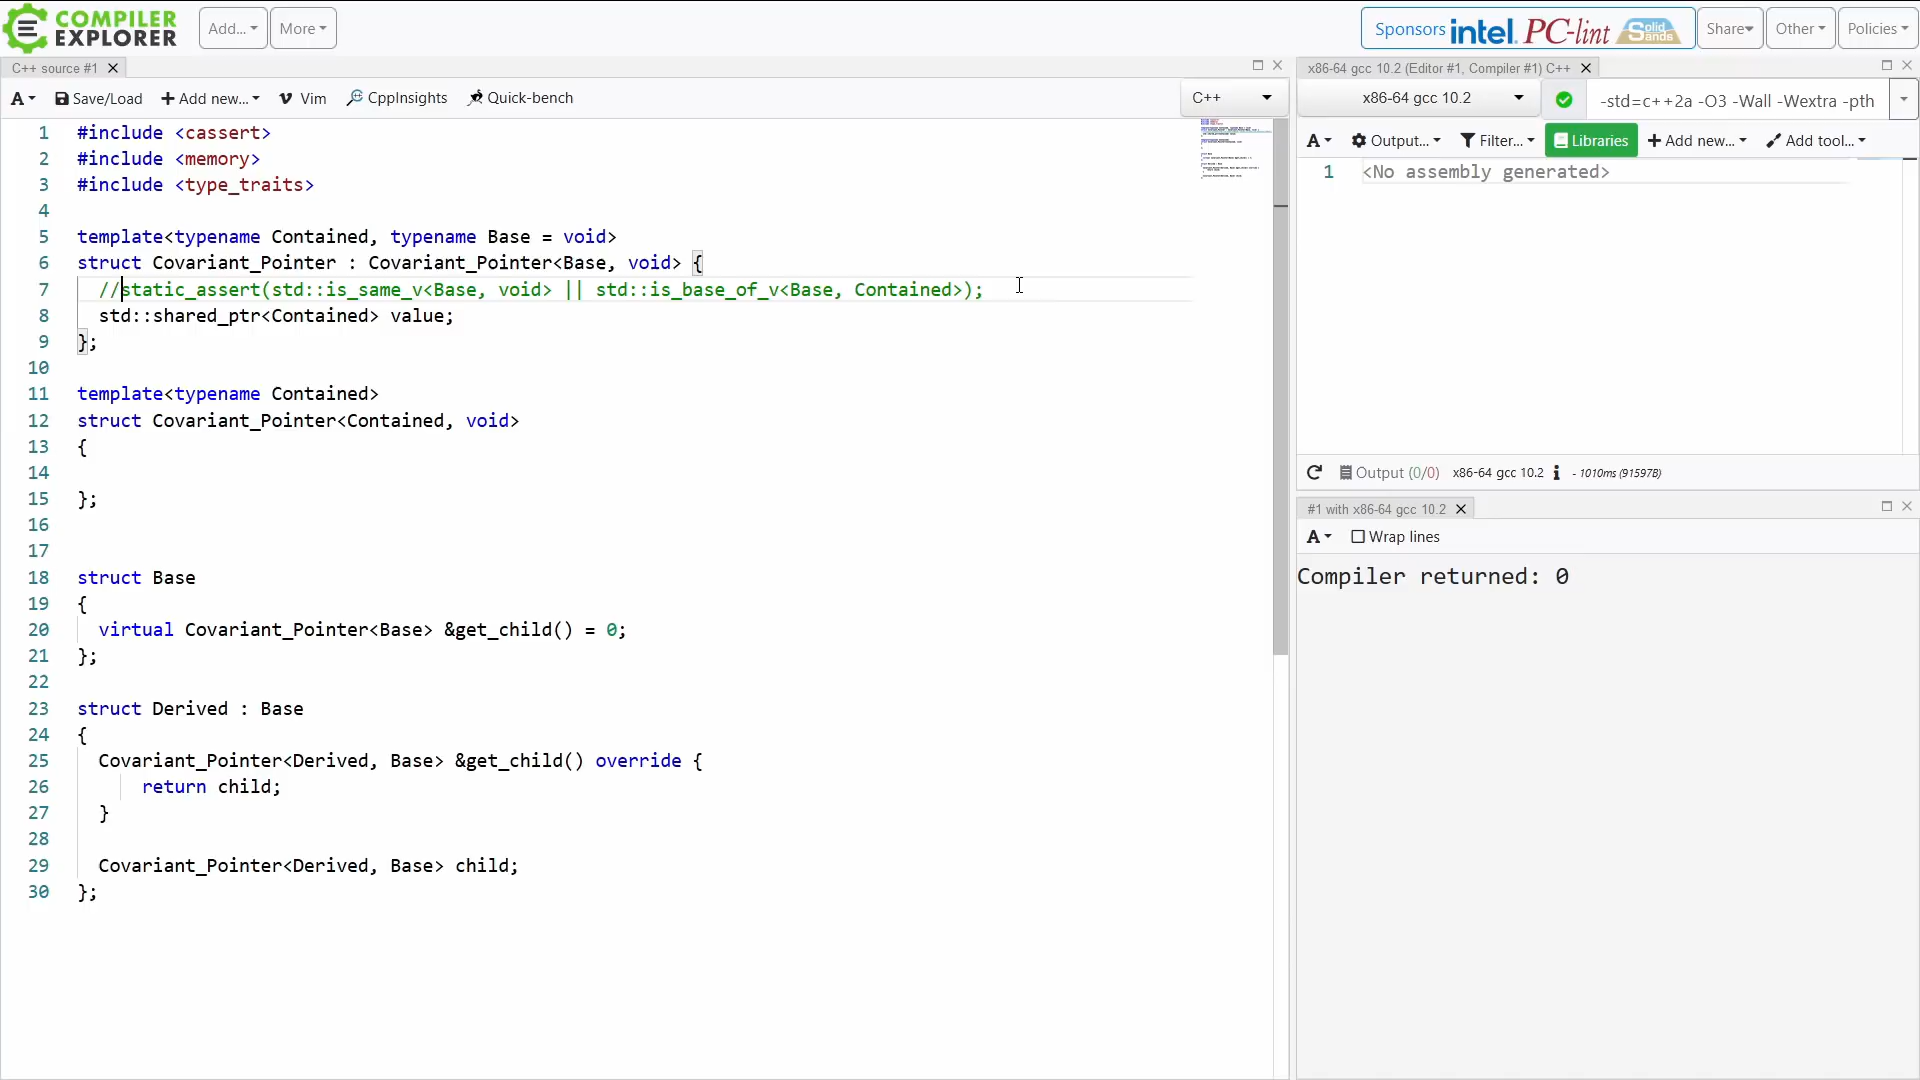 COMPILER
EXPLORER
Add...
More
Sponsors intel. PC-lint Solid Sands
Share
Other
Policies
C++ source #1
A
Save/Load
Add new...
Vim
CppInsights
Quick-bench
C++
1 #include <cassert>
2 #include <memory>
3 #include <type_traits>
4
5 template<typename Contained, typename Base = void>
6 struct Covariant_Pointer : Covariant_Pointer<Base, void> {
7 //static_assert(std::is_same_v<Base, void> || std::is_base_of_v<Base, Contained>);
8 std::shared_ptr<Contained> value;
9 };
10
11 template<typename Contained>
12 struct Covariant_Pointer<Contained, void>
13 {
14
15 };
16
17
18 struct Base
19 {
20 virtual Covariant_Pointer<Base> &get_child() = 0;
21 };
22
23 struct Derived : Base
24 {
25 Covariant_Pointer<Derived, Base> &get_child() override {
26 return child;
27 }
28
29 Covariant_Pointer<Derived, Base> child;
30 };
x86-64 gcc 10.2 (Editor #1, Compiler #1) C++
x86-64 gcc 10.2
-std=c++2a -O3 -Wall -Wextra -pth
A
Output...
Filter...
Libraries
Add new...
Add tool...
1 <No assembly generated>
Output (0/0) x86-64 gcc 10.2 i - 1010ms (91597B)
#1 with x86-64 gcc 10.2
A
Wrap lines
Compiler returned: 0